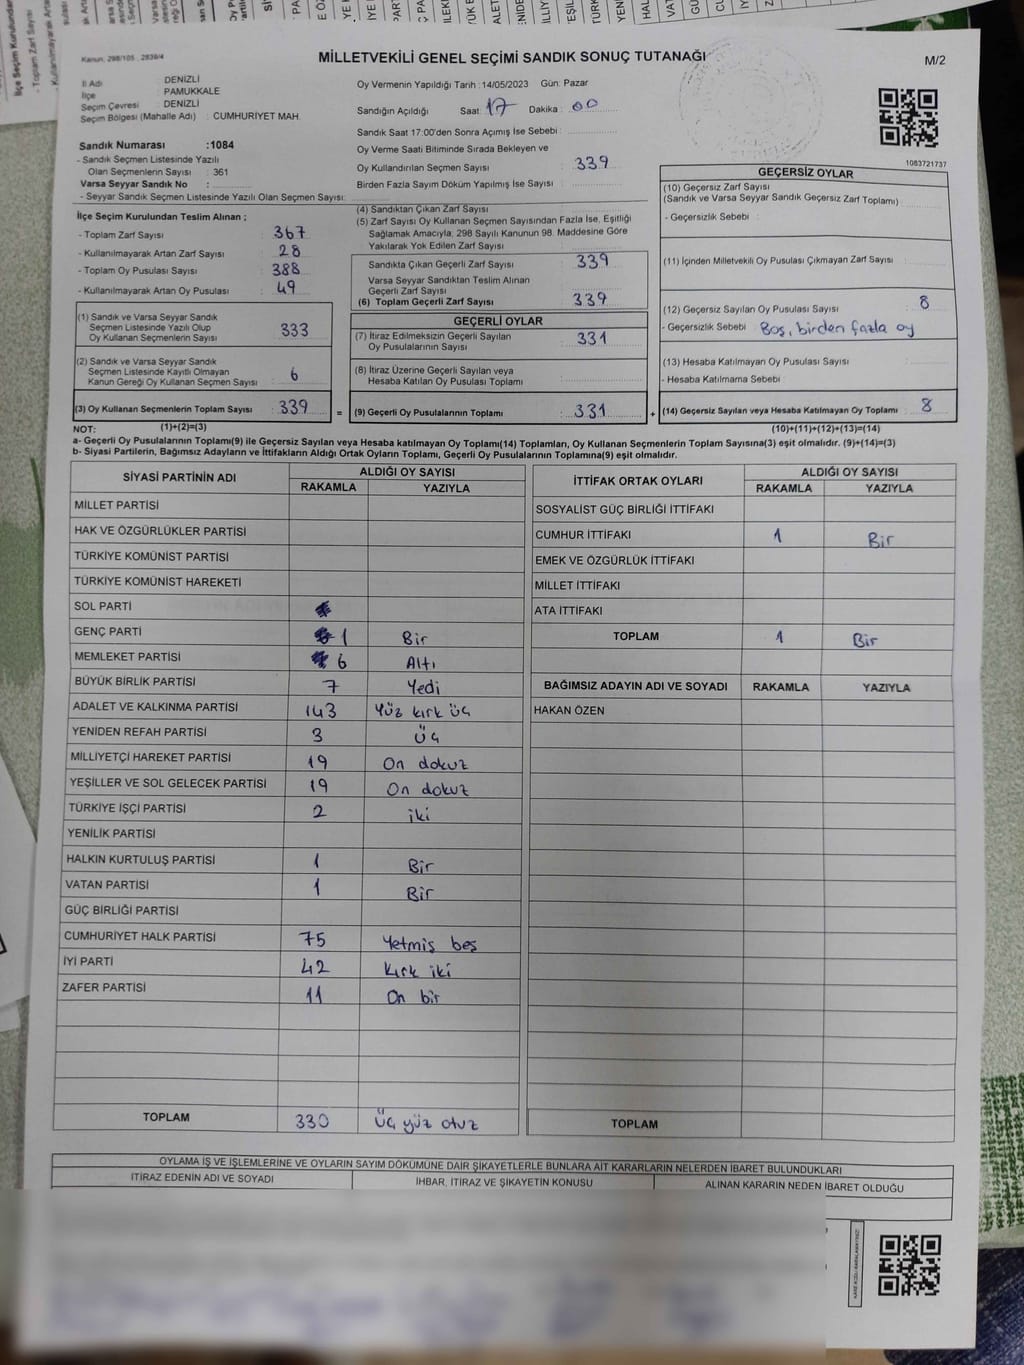 Kanun, 298/105, 2839/4
MİLLETVEKİLİ GENEL SEÇİMİ SANDIK SONUÇ TUTANAĞI
M/2
İl Adı : DENİZLİ
İlçe : PAMUKKALE
Seçim Çevresi : DENİZLİ
Seçim Bölgesi (Mahalle Adı) : CUMHURİYET MAH.
Oy Vermenin Yapıldığı Tarih : 14/05/2023 Gün: Pazar
Sandığın Açıldığı Saat: 17 Dakika : 00
Sandık Saat 17:00'den Sonra Açımış İse Sebebi :
Sandık Numarası :1084
- Sandık Seçmen Listesinde Yazılı
Olan Seçmenlerin Sayısı : 361
Varsa Seyyar Sandık No :
- Seyyar Sandık Seçmen Listesinde Yazılı Olan Seçmen Sayısı:
Oy Verme Saati Bitiminde Sırada Bekleyen ve
Oy Kullandırılan Seçmen Sayısı : 339
Birden Fazla Sayım Döküm Yapılmış İse Sayısı :
1083721737
İlçe Seçim Kurulundan Teslim Alınan ;
- Toplam Zarf Sayısı : 367
- Kullanılmayarak Artan Zarf Sayısı : 28
- Toplam Oy Pusulası Sayısı : 388
- Kullanılmayarak Artan Oy Pusulası : 49
(4) Sandıktan Çıkan Zarf Sayısı :
(5) Zarf Sayısı Oy Kullanan Seçmen Sayısından Fazla İse, Eşitliği
Sağlamak Amacıyla, 298 Sayılı Kanunun 98. Maddesine Göre
Yakılarak Yok Edilen Zarf Sayısı :
Sandıkta Çıkan Geçerli Zarf Sayısı : 339
Varsa Seyyar Sandıktan Teslim Alınan
Geçerli Zarf Sayısı :
(6) Toplam Geçerli Zarf Sayısı : 339
GEÇERSİZ OYLAR
(10) Geçersiz Zarf Sayısı
(Sandık ve Varsa Seyyar Sandık Geçersiz Zarf Toplamı) :
- Geçersizlik Sebebi :
(11) İçinden Milletvekili Oy Pusulası Çıkmayan Zarf Sayısı :
(12) Geçersiz Sayılan Oy Pusulası Sayısı : 8
- Geçersizlik Sebebi : Boş, birden fazla oy
(13) Hesaba Katılmayan Oy Pusulası Sayısı :
- Hesaba Katılmama Sebebi :
(14) Geçersiz Sayılan veya Hesaba Katılmayan Oy Toplamı : 8
(10)+(11)+(12)+(13)=(14)
(1) Sandık ve Varsa Seyyar Sandık
Seçmen Listesinde Yazılı Olup
Oy Kullanan Seçmenlerin Sayısı : 333
(2) Sandık ve Varsa Seyyar Sandık
Seçmen Listesinde Kayıtlı Olmayan
Kanun Gereği Oy Kullanan Seçmen Sayısı : 6
(3) Oy Kullanan Seçmenlerin Toplam Sayısı : 339 =
GEÇERLİ OYLAR
(7) İtiraz Edilmeksizin Geçerli Sayılan
Oy Pusulalarının Sayısı : 331
(8) İtiraz Üzerine Geçerli Sayılan veya
Hesaba Katılan Oy Pusulası Toplamı :
(9) Geçerli Oy Pusulalarının Toplamı : 331 +
NOT: (1)+(2)=(3)
a- Geçerli Oy Pusulalarının Toplamı(9) ile Geçersiz Sayılan veya Hesaba katılmayan Oy Toplamı(14) Toplamları, Oy Kullanan Seçmenlerin Toplam Sayısına(3) eşit olmalıdır. (9)+(14)=(3)
b- Siyasi Partilerin, Bağımsız Adayların ve İttifakların Aldığı Ortak Oyların Toplamı, Geçerli Oy Pusulalarının Toplamına(9) eşit olmalıdır.
SİYASİ PARTİNİN ADI ALDIĞI OY SAYISI
RAKAMLA YAZIYLA
MİLLET PARTİSİ
HAK VE ÖZGÜRLÜKLER PARTİSİ
TÜRKİYE KOMÜNİST PARTİSİ
TÜRKİYE KOMÜNİST HAREKETİ
SOL PARTİ
GENÇ PARTİ 1 Bir
MEMLEKET PARTİSİ 6 Altı
BÜYÜK BİRLİK PARTİSİ 7 Yedi
ADALET VE KALKINMA PARTİSİ 143 Yüz kırk üç
YENİDEN REFAH PARTİSİ 3 Üç
MİLLİYETÇİ HAREKET PARTİSİ 19 On dokuz
YEŞİLLER VE SOL GELECEK PARTİSİ 19 On dokuz
TÜRKİYE İŞÇİ PARTİSİ 2 iki
YENİLİK PARTİSİ
HALKIN KURTULUŞ PARTİSİ 1 Bir
VATAN PARTİSİ 1 Bir
GÜÇ BİRLİĞİ PARTİSİ
CUMHURİYET HALK PARTİSİ 75 Yetmiş beş
İYİ PARTİ 42 Kırk iki
ZAFER PARTİSİ 11 On bir
TOPLAM 330 Üç yüz otuz
İTTİFAK ORTAK OYLARI ALDIĞI OY SAYISI
RAKAMLA YAZIYLA
SOSYALİST GÜÇ BİRLİĞİ İTTİFAKI
CUMHUR İTTİFAKI 1 Bir
EMEK VE ÖZGÜRLÜK İTTİFAKI
MİLLET İTTİFAKI
ATA İTTİFAKI
TOPLAM 1 Bir
BAĞIMSIZ ADAYIN ADI VE SOYADI RAKAMLA YAZIYLA
HAKAN ÖZEN
TOPLAM
OYLAMA İŞ VE İŞLEMLERİNE VE OYLARIN SAYIM DÖKÜMÜNE DAİR ŞİKAYETLERLE BUNLARA AİT KARARLARIN NELERDEN İBARET BULUNDUKLARI
İTİRAZ EDENİN ADI VE SOYADI İHBAR, İTİRAZ VE ŞİKAYETİN KONUSU ALINAN KARARIN NEDEN İBARET OLDUĞU